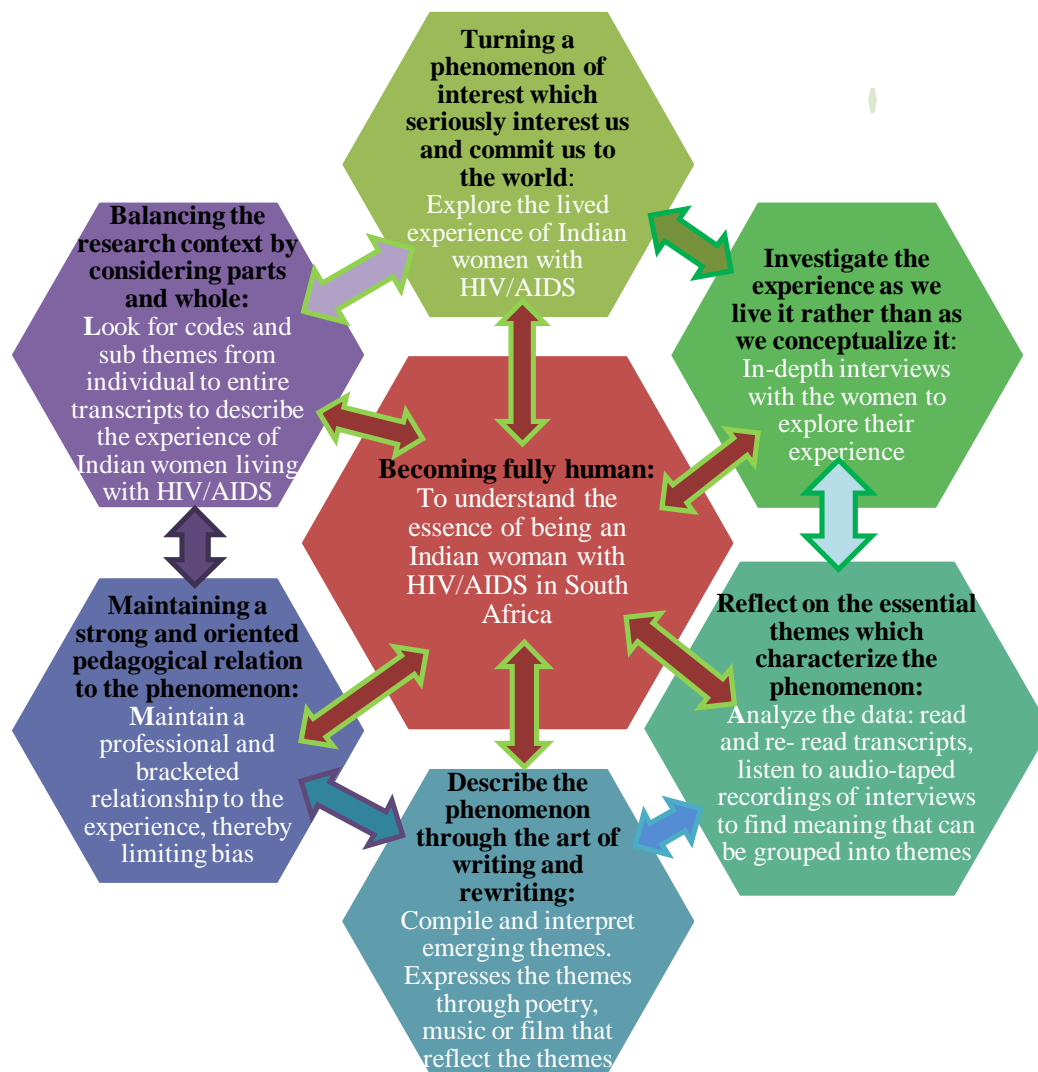 Turning a
phenomenon of
interest which
seriously interest us
and commit us to
the world:
Explore the lived
experience of Indian
women with
HIV/AIDS
Investigate the
experience as we
live it rather than as
we conceptualize it:
In-depth interviews
with the women to
explore their
experience
Reflect on the essential
themes which
characterize the
phenomenon:
Analyze the data: read
and re- read transcripts,
listen to audio-taped
recordings of interviews
to find meaning that can
be grouped into themes
Describe the
phenomenon
through the art of
writing and
rewriting:
Compile and interpret
emerging themes.
Expresses the themes
through poetry,
music or film that
reflect the themes
Maintaining a
strong and oriented
pedagogical relation
to the phenomenon:
Maintain a
professional and
bracketed
relationship to the
experience, thereby
limiting bias
Balancing the
research context by
considering parts
and whole:
Look for codes and
sub themes from
individual to entire
transcripts to describe
the experience of
Indian women living
with HIV/AIDS
Becoming fully human:
To understand the
essence of being an
Indian woman with
HIV/AIDS in South
Africa